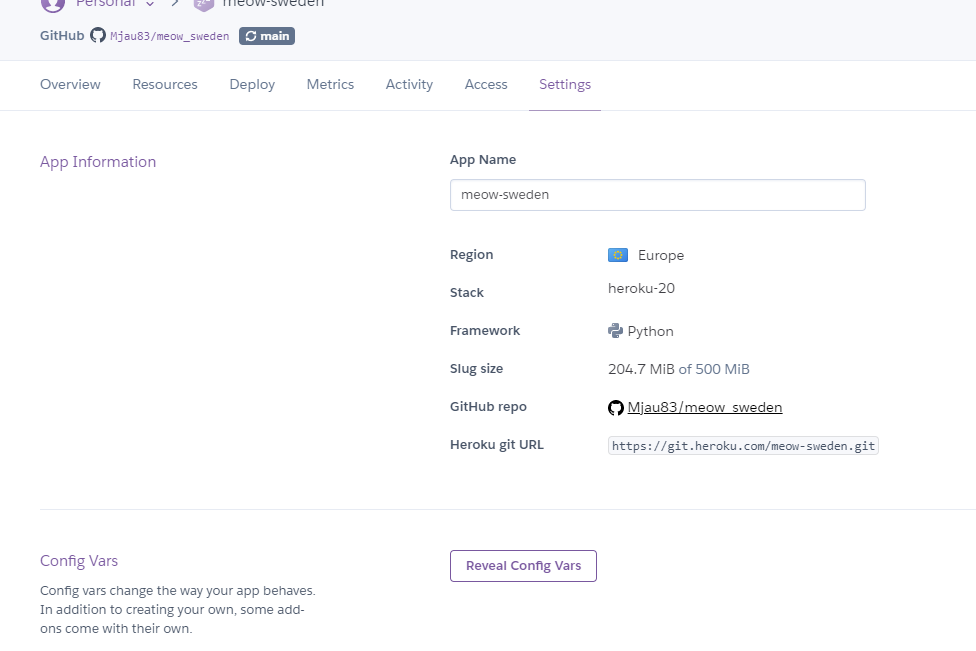 Personal > meow-sweden
GitHub Mjau83/meow_sweden main
Overview Resources Deploy Metrics Activity Access Settings
App Information
App Name
meow-sweden
Region Europe
Stack heroku-20
Framework Python
Slug size 204.7 MiB of 500 MiB
GitHub repo Mjau83/meow_sweden
Heroku git URL https://git.heroku.com/meow-sweden.git
Config Vars
Config vars change the way your app behaves.
In addition to creating your own, some add-
ons come with their own.
Reveal Config Vars